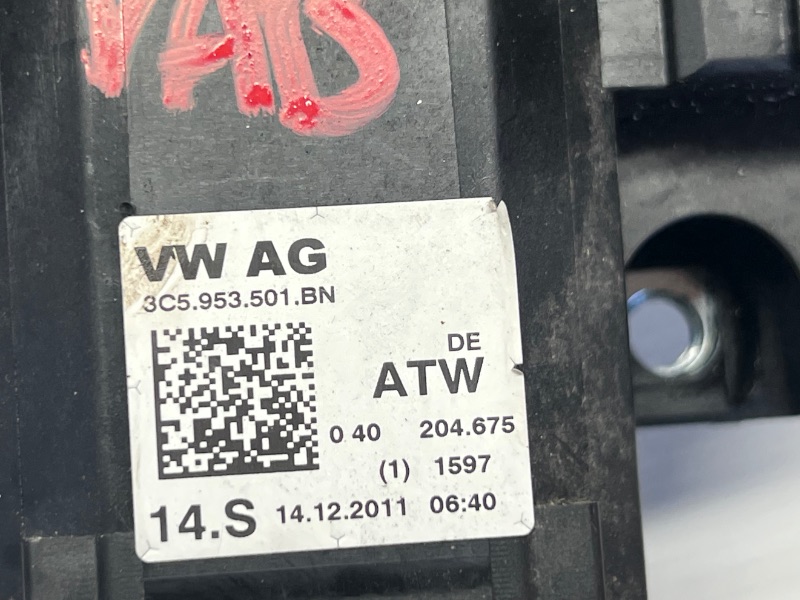 VAB
VW AG
3C5.953.501.BN
DE
ATW
0 40 204.675
(1) 1597
14.S 14.12.2011 06:40